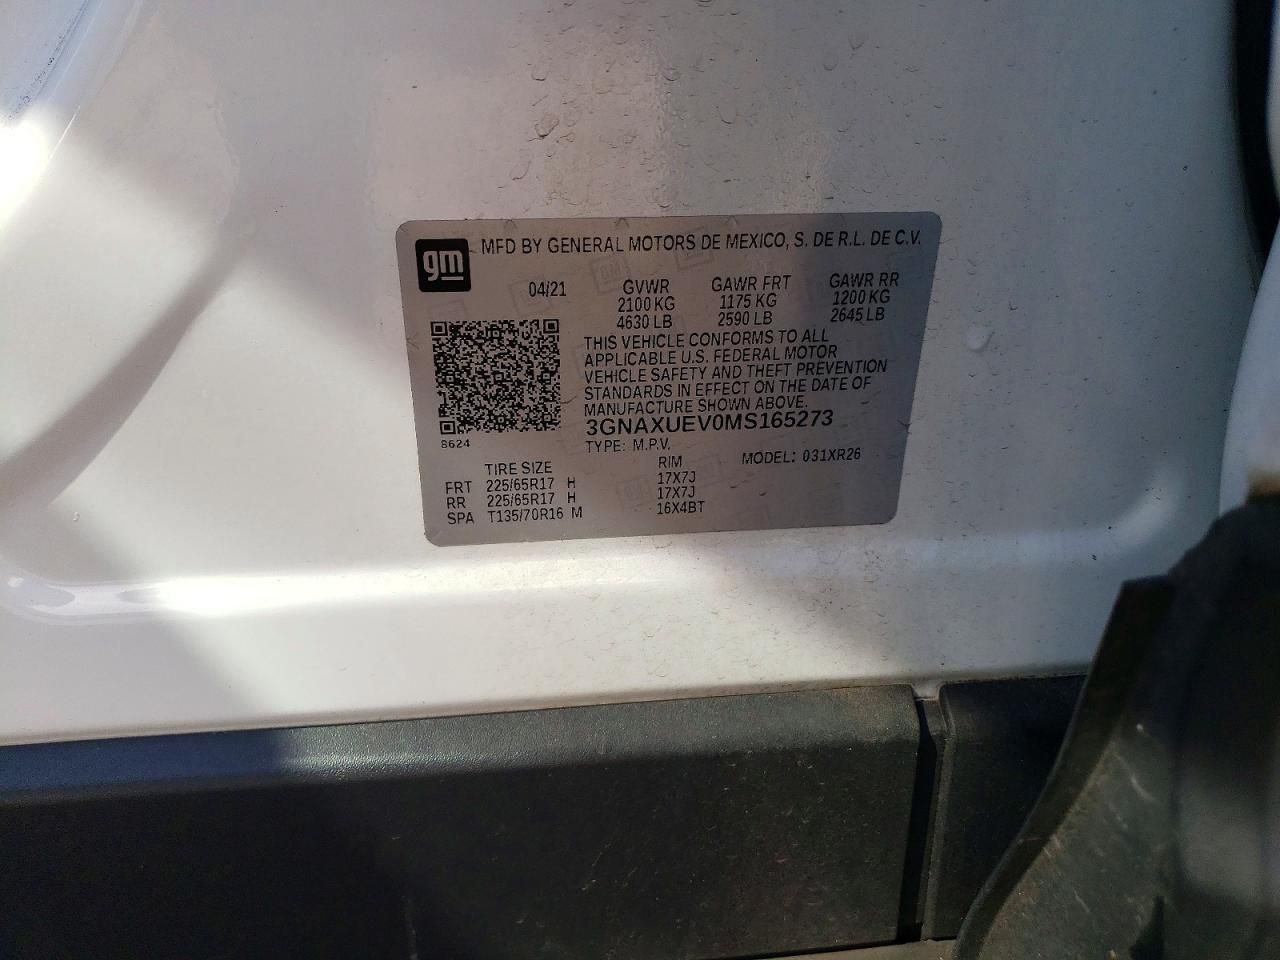 gm MFD BY GENERAL MOTORS DE MEXICO, S. DE R.L. DE C.V.
04/21 GVWR GAWR FRT GAWR RR
2100 KG 1175 KG 1200 KG
4630 LB 2590 LB 2645 LB
THIS VEHICLE CONFORMS TO ALL
APPLICABLE U.S. FEDERAL MOTOR
VEHICLE SAFETY AND THEFT PREVENTION
STANDARDS IN EFFECT ON THE DATE OF
MANUFACTURE SHOWN ABOVE.
3GNAXUEV0MS165273
8624 TYPE: M.P.V.
TIRE SIZE RIM MODEL: 031XR26
FRT 225/65R17 H 17X7J
RR 225/65R17 H 17X7J
SPA T135/70R16 M 16X4BT